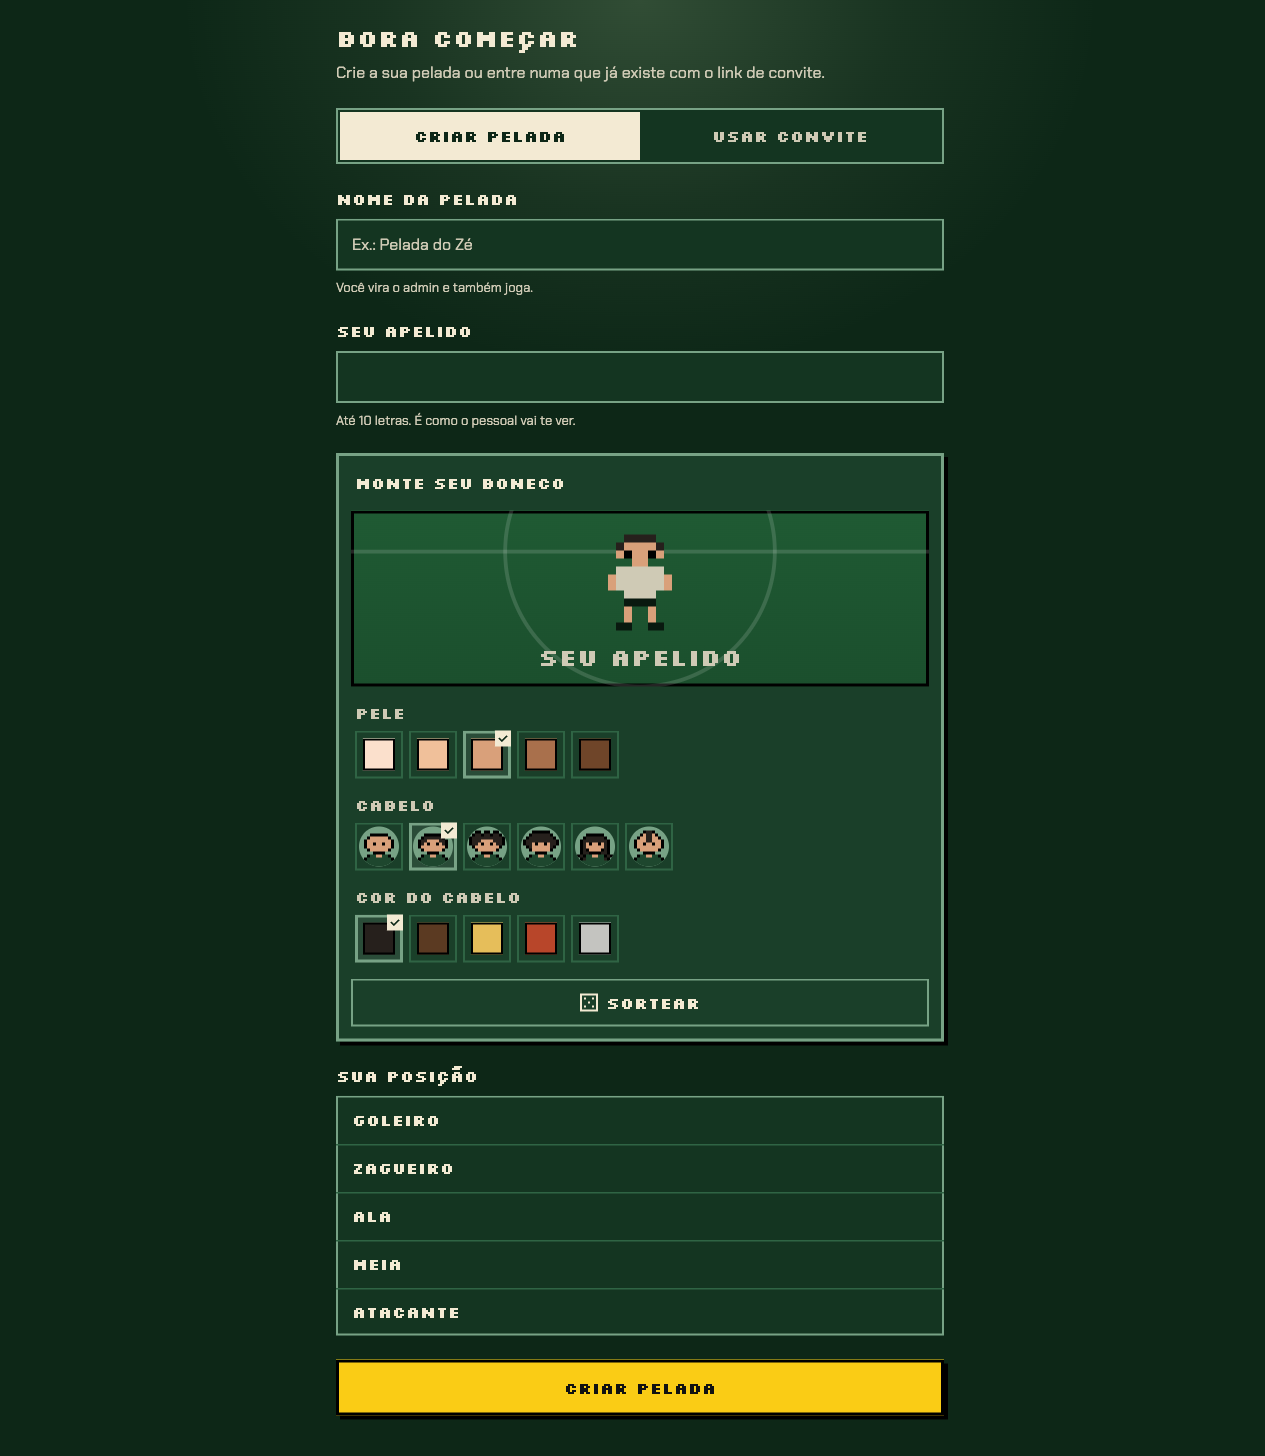 BORA COMEÇAR
Crie a sua pelada ou entre numa que já existe com o link de convite.
CRIAR PELADA
USAR CONVITE
NOME DA PELADA
Ex.: Pelada do Zé
Você vira o admin e também joga.
SEU APELIDO
Até 10 letras. É como o pessoal vai te ver.
MONTE SEU BONECO
SEU APELIDO
PELE
CABELO
COR DO CABELO
SORTEAR
SUA POSIÇÃO
GOLEIRO
ZAGUEIRO
ALA
MEIA
ATACANTE
CRIAR PELADA